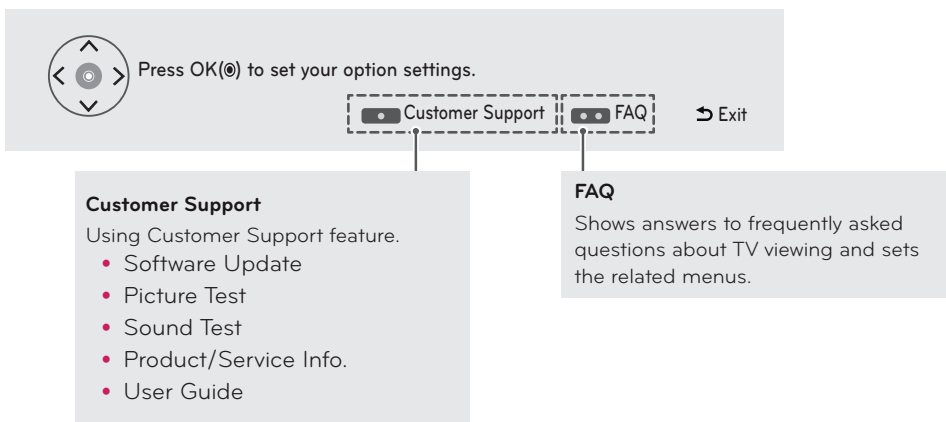 Press OK(◉) to set your option settings.
Customer Support FAQ Exit
Customer Support
Using Customer Support feature.
• Software Update
• Picture Test
• Sound Test
• Product/Service Info.
• User Guide
FAQ
Shows answers to frequently asked
questions about TV viewing and sets
the related menus.